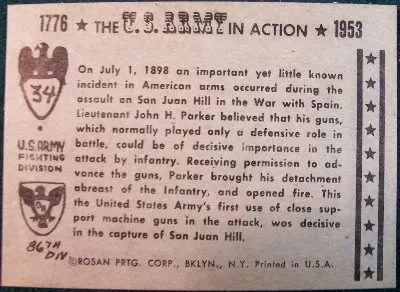 1776 ★ THE U.S. ARMY IN ACTION ★ 1953
34
U.S. ARMY
FIGHTING
DIVISION
86TH
DIV
On July 1, 1898 an important yet little known
incident in American arms occurred during the
assault on San Juan Hill in the War with Spain.
Lieutenant John H. Parker believed that his guns,
which normally played only a defensive role in
battle, could be of decisive importance in the
attack by infantry. Receiving permission to ad-
vance the guns, Parker brought his detachment
abreast of the Infantry, and opened fire. This
the United States Army's first use of close sup-
port machine guns in the attack, was decisive
in the capture of San Juan Hill.
©ROSAN PRTG. CORP., BKLYN., N.Y. Printed in U.S.A.